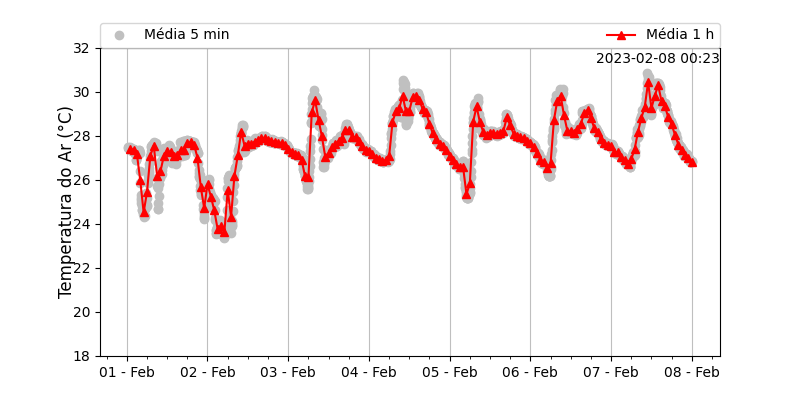 Média 5 min
Média 1 h
2023-02-08 00:23
Temperatura do Ar (°C)
32
30
28
26
24
22
20
18
01 - Feb
02 - Feb
03 - Feb
04 - Feb
05 - Feb
06 - Feb
07 - Feb
08 - Feb